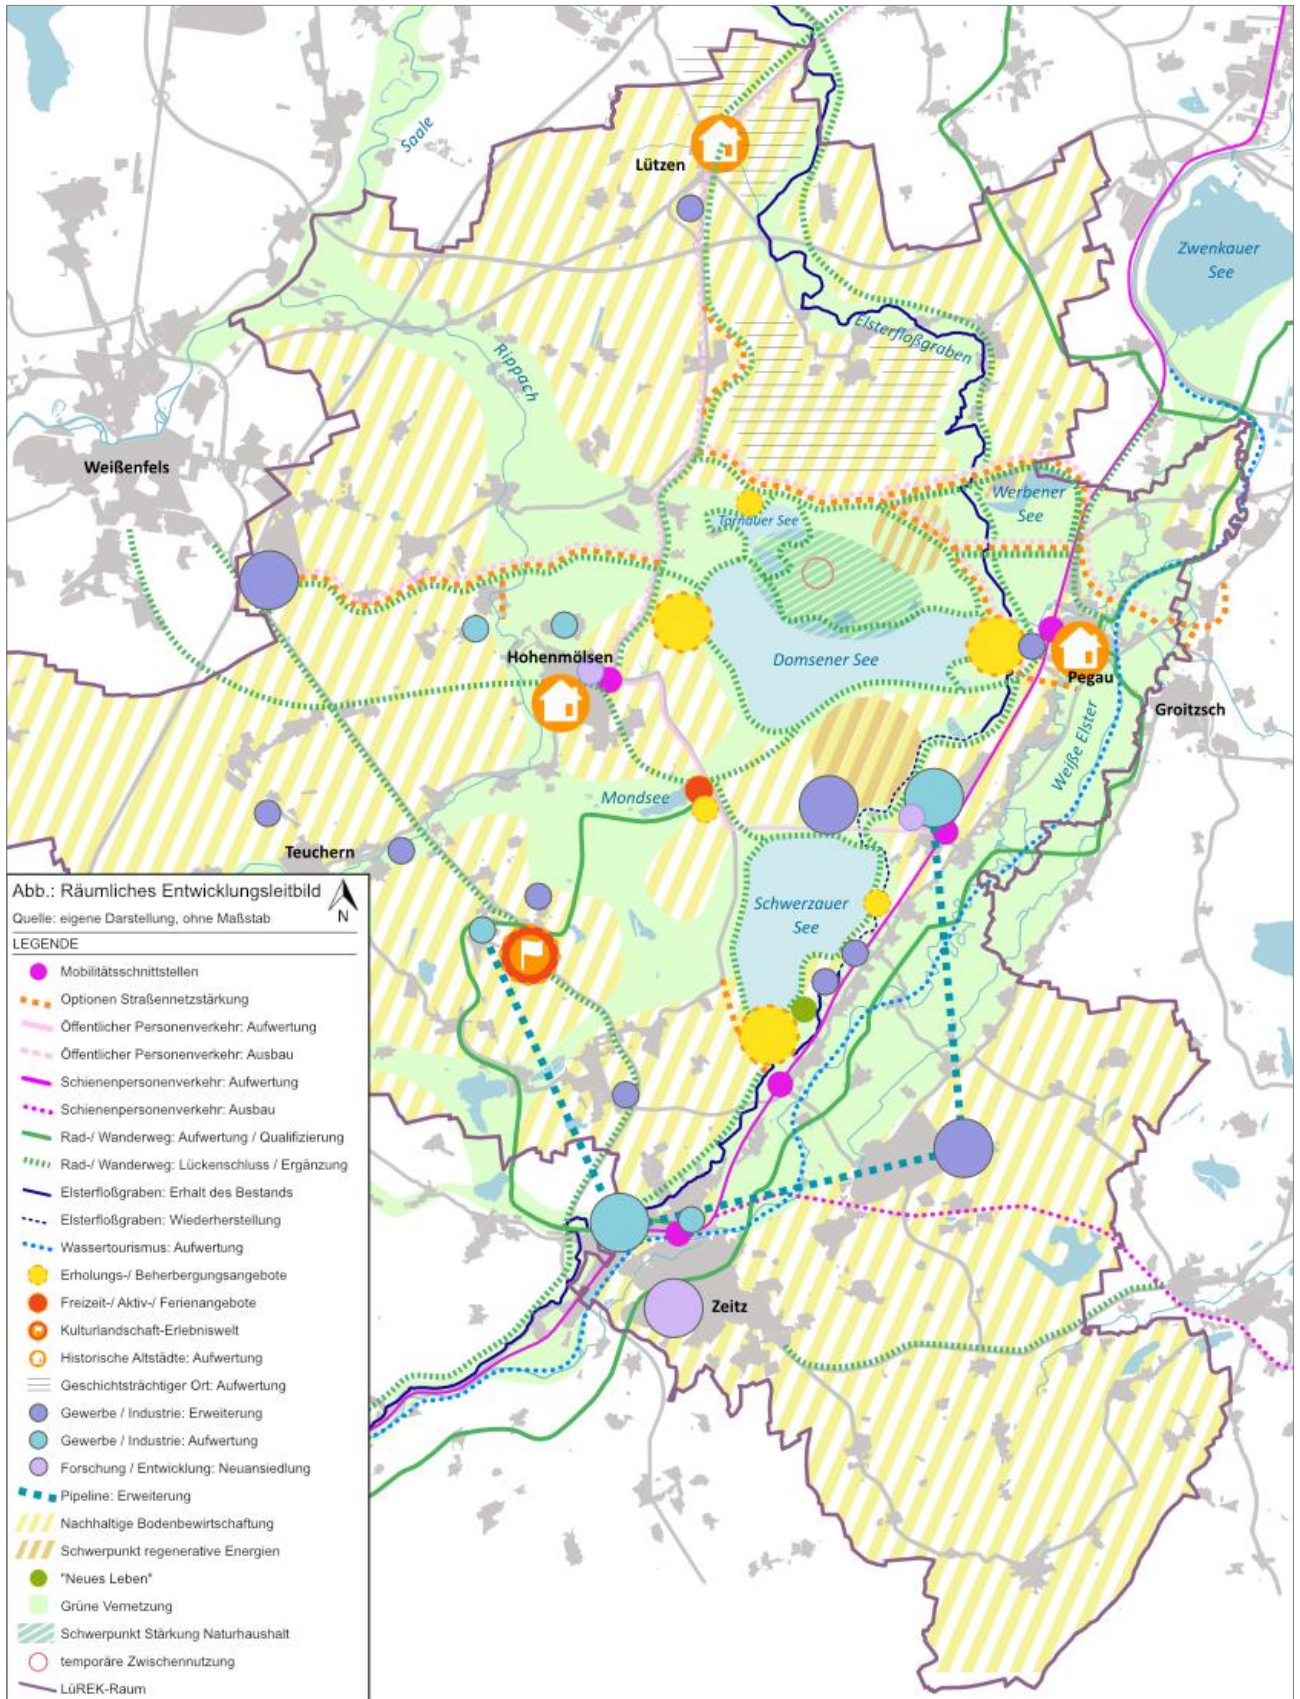 Saale
Lützen
Zwenkauer
See
Elsterfloßgraben
Rippach
Weißenfels
Werbener
See
Tornauer See
Hohenmölsen
Domsener See
Pegau
Groitzsch
Weiße Elster
Mondsee
Teuchern
Schwerzauer
See
Zeitz
Abb.: Räumliches Entwicklungsleitbild
N
Quelle: eigene Darstellung, ohne Maßstab
LEGENDE
Mobilitätsschnittstellen
Optionen Straßennetzstärkung
Öffentlicher Personenverkehr: Aufwertung
Öffentlicher Personenverkehr: Ausbau
Schienenpersonenverkehr: Aufwertung
Schienenpersonenverkehr: Ausbau
Rad-/ Wanderweg: Aufwertung / Qualifizierung
Rad-/ Wanderweg: Lückenschluss / Ergänzung
Elsterfloßgraben: Erhalt des Bestands
Elsterfloßgraben: Wiederherstellung
Wassertourismus: Aufwertung
Erholungs-/ Beherbergungsangebote
Freizeit-/ Aktiv-/ Ferienangebote
Kulturlandschaft-Erlebniswelt
Historische Altstädte: Aufwertung
Geschichtsträchtiger Ort: Aufwertung
Gewerbe / Industrie: Erweiterung
Gewerbe / Industrie: Aufwertung
Forschung / Entwicklung: Neuansiedlung
Pipeline: Erweiterung
Nachhaltige Bodenbewirtschaftung
Schwerpunkt regenerative Energien
"Neues Leben"
Grüne Vernetzung
Schwerpunkt Stärkung Naturhaushalt
temporäre Zwischennutzung
LüREK-Raum